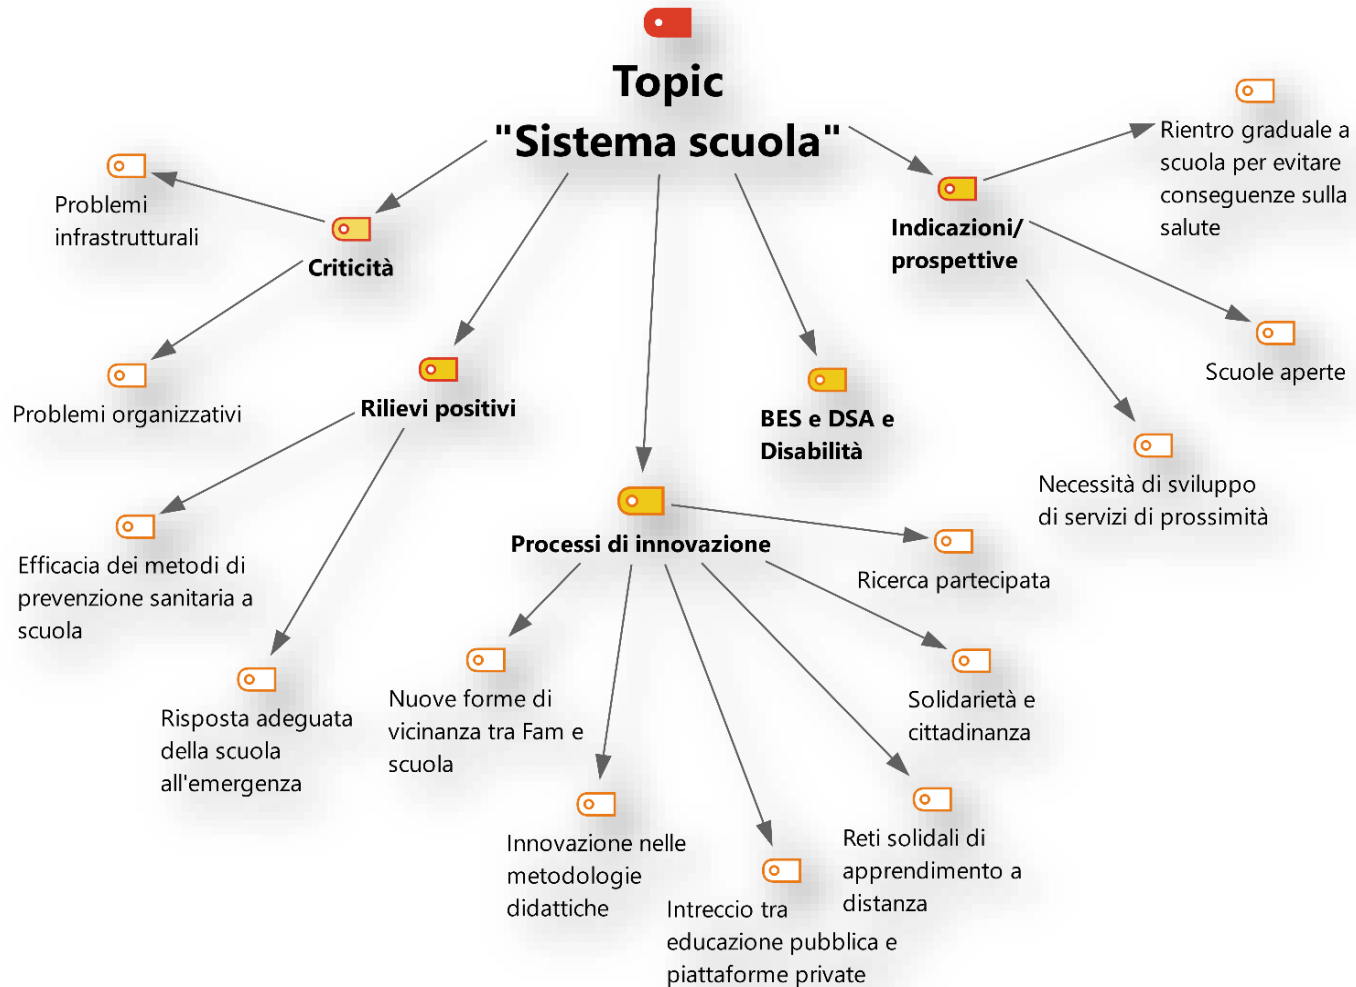 Topic
"Sistema scuola"
Problemi
infrastrutturali
Criticità
Problemi organizzativi
Rilievi positivi
Efficacia dei metodi di
prevenzione sanitaria a
scuola
Risposta adeguata
della scuola
all'emergenza
Processi di innovazione
Nuove forme di
vicinanza tra Fam e
scuola
Innovazione nelle
metodologie
didattiche
Intreccio tra
educazione pubblica e
piattaforme private
Reti solidali di
apprendimento a
distanza
Solidarietà e
cittadinanza
Ricerca partecipata
BES e DSA e
Disabilità
Indicazioni/
prospettive
Rientro graduale a
scuola per evitare
conseguenze sulla
salute
Scuole aperte
Necessità di sviluppo
di servizi di prossimità